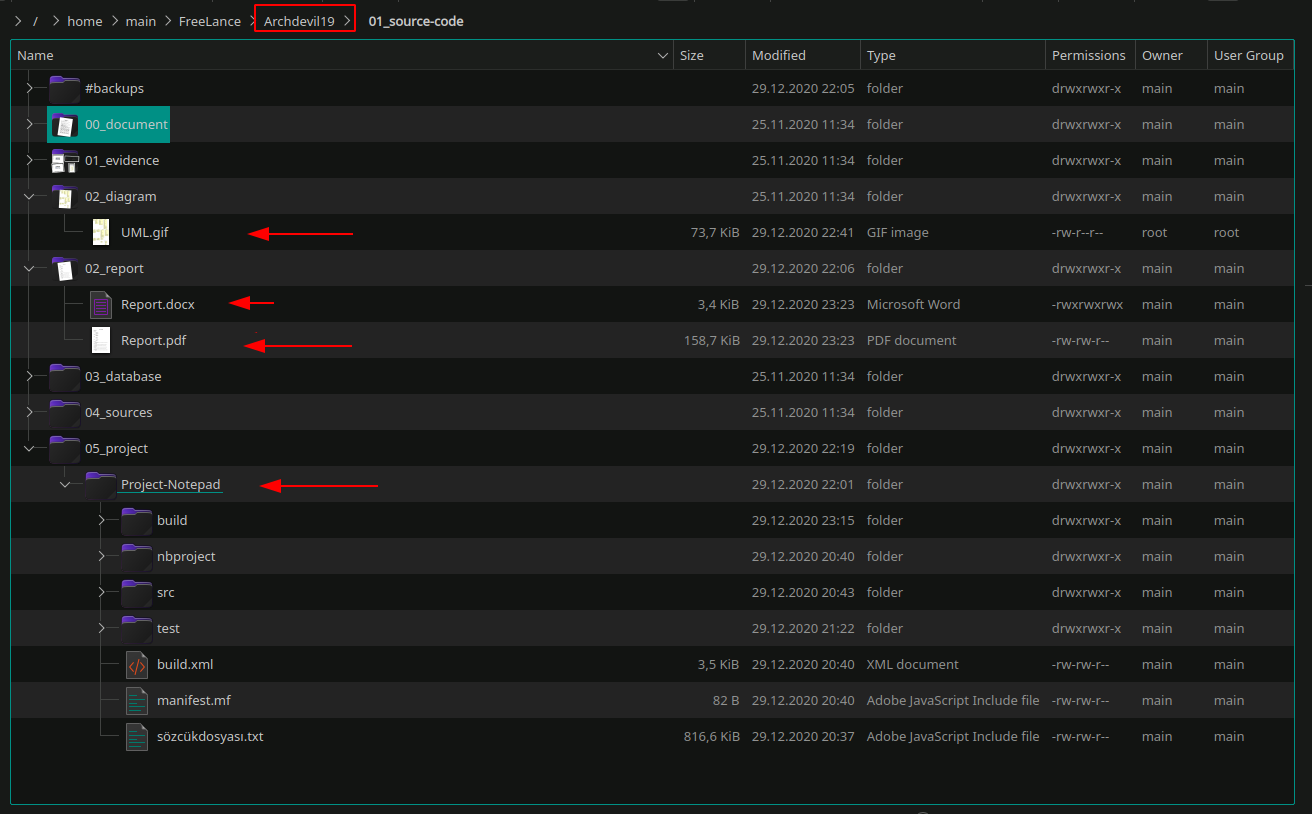 / home main FreeLance Archdevil19 01_source-code
Name Size Modified Type Permissions Owner User Group
#backups 29.12.2020 22:05 folder drwxrwxr-x main main
00_document 25.11.2020 11:34 folder drwxrwxr-x main main
01_evidence 25.11.2020 11:34 folder drwxrwxr-x main main
02_diagram 25.11.2020 11:34 folder drwxrwxr-x main main
UML.gif 73,7 KiB 29.12.2020 22:41 GIF image -rw-r--r-- root root
02_report 29.12.2020 22:06 folder drwxrwxr-x main main
Report.docx 3,4 KiB 29.12.2020 23:23 Microsoft Word -rwxrwxrwx main main
Report.pdf 158,7 KiB 29.12.2020 23:23 PDF document -rw-rw-r-- main main
03_database 25.11.2020 11:34 folder drwxrwxr-x main main
04_sources 25.11.2020 11:34 folder drwxrwxr-x main main
05_project 29.12.2020 22:19 folder drwxrwxr-x main main
Project-Notepad 29.12.2020 22:01 folder drwxrwxr-x main main
build 29.12.2020 23:15 folder drwxrwxr-x main main
nbproject 29.12.2020 20:40 folder drwxrwxr-x main main
src 29.12.2020 20:43 folder drwxrwxr-x main main
test 29.12.2020 21:22 folder drwxrwxr-x main main
build.xml 3,5 KiB 29.12.2020 20:40 XML document -rw-rw-r-- main main
manifest.mf 82 B 29.12.2020 20:40 Adobe JavaScript Include file -rw-rw-r-- main main
sözcükdosyası.txt 816,6 KiB 29.12.2020 20:37 Adobe JavaScript Include file -rw-rw-r-- main main